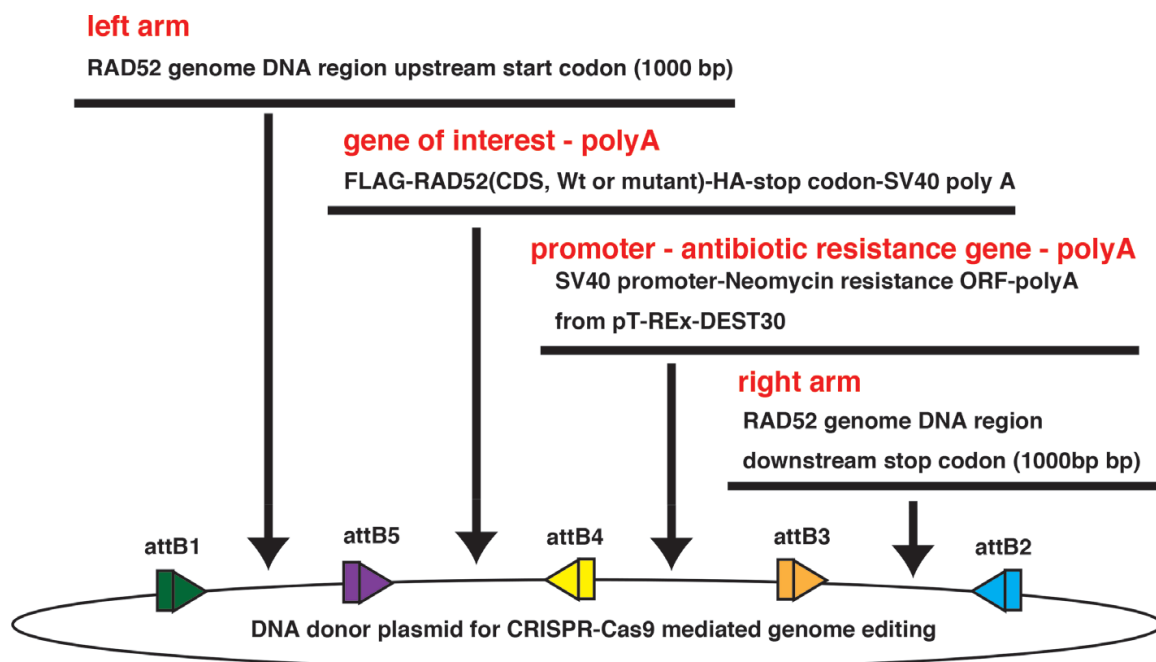 left arm
RAD52 genome DNA region upstream start codon (1000 bp)
gene of interest - polyA
FLAG-RAD52(CDS, Wt or mutant)-HA-stop codon-SV40 poly A
promoter - antibiotic resistance gene - polyA
SV40 promoter-Neomycin resistance ORF-polyA
from pT-REx-DEST30
right arm
RAD52 genome DNA region
downstream stop codon (1000bp bp)
attB1
attB5
attB4
attB3
attB2
DNA donor plasmid for CRISPR-Cas9 mediated genome editing